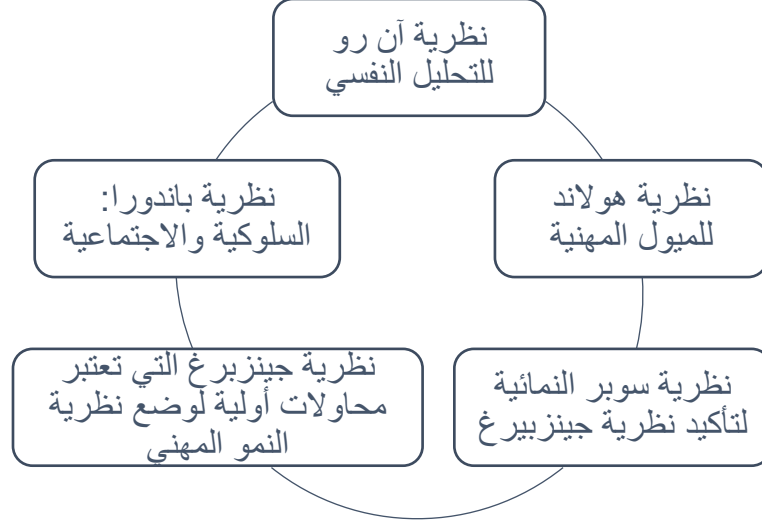 نظرية آن رو
للتحليل النفسي
نظرية هولاند
للميول المهنية
نظرية سوبر النمائية
لتأكيد نظرية جينزبيرغ
نظرية جينزبرغ التي تعتبر
محاولات أولية لوضع نظرية
النمو المهني
نظرية باندورا:
السلوكية والاجتماعية